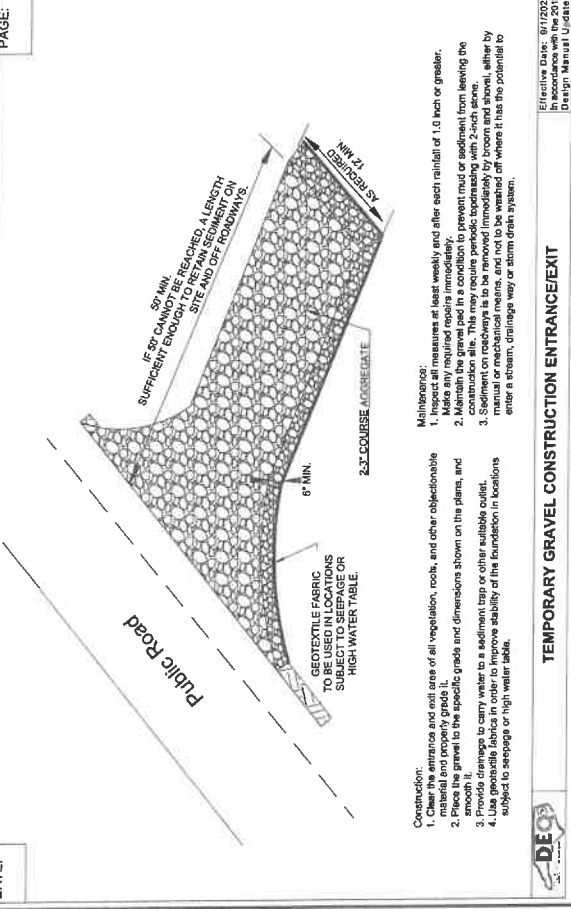 PAGE:
Public Road
50' MIN.
IF 50' CANNOT BE REACHED, A LENGTH
SUFFICIENT ENOUGH TO RETAIN SEDIMENT ON
SITE AND OFF ROADWAYS.
AS REQUIRED
12' MIN.
6" MIN.
2-3" COURSE AGGREGATE
GEOTEXTILE FABRIC
TO BE USED IN LOCATIONS
SUBJECT TO SEEPAGE OR
HIGH WATER TABLE.
Construction:
1. Clear the entrance and exit area of all vegetation, roots, and other objectionable
material and properly grade it.
2. Place the gravel to the specific grade and dimensions shown on the plans, and
smooth it.
3. Provide drainage to carry water to a sediment trap or other suitable outlet.
4. Use geotextile fabrics in order to improve stability of the foundation in locations
subject to seepage or high water table.
Maintenance:
1. Inspect all measures at least weekly and after each rainfall of 1.0 inch or greater.
Make any required repairs immediately.
2. Maintain the gravel pad in a condition to prevent mud or sediment from leaving the
construction site. This may require periodic topdressing with 2-inch stone.
3. Sediment on roadways is to be removed immediately by broom and shovel, either by
manual or mechanical means, and not to be washed off where it has the potential to
enter a stream, drainage way or storm drain system.
DEQ
TEMPORARY GRAVEL CONSTRUCTION ENTRANCE/EXIT
Effective Date: 9/1/202
In accordance with the 201
Design Manual Update